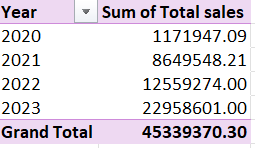 Year Sum of Total sales
2020 1171947.09
2021 8649548.21
2022 12559274.00
2023 22958601.00
Grand Total 45339370.30